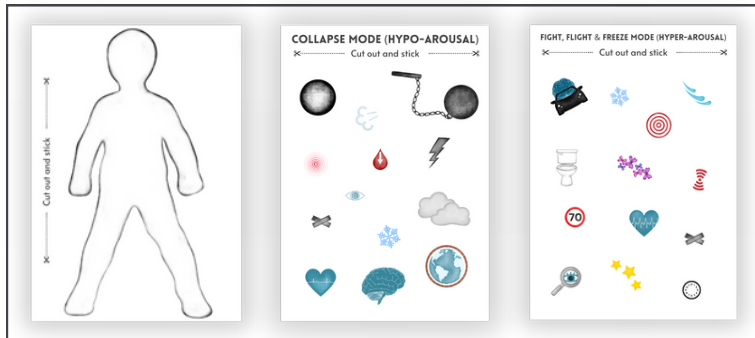 Cut out and stick
COLLAPSE MODE (HYPO-AROUSAL)
Cut out and stick
FIGHT, FLIGHT & FREEZE MODE (HYPER-AROUSAL)
Cut out and stick
70